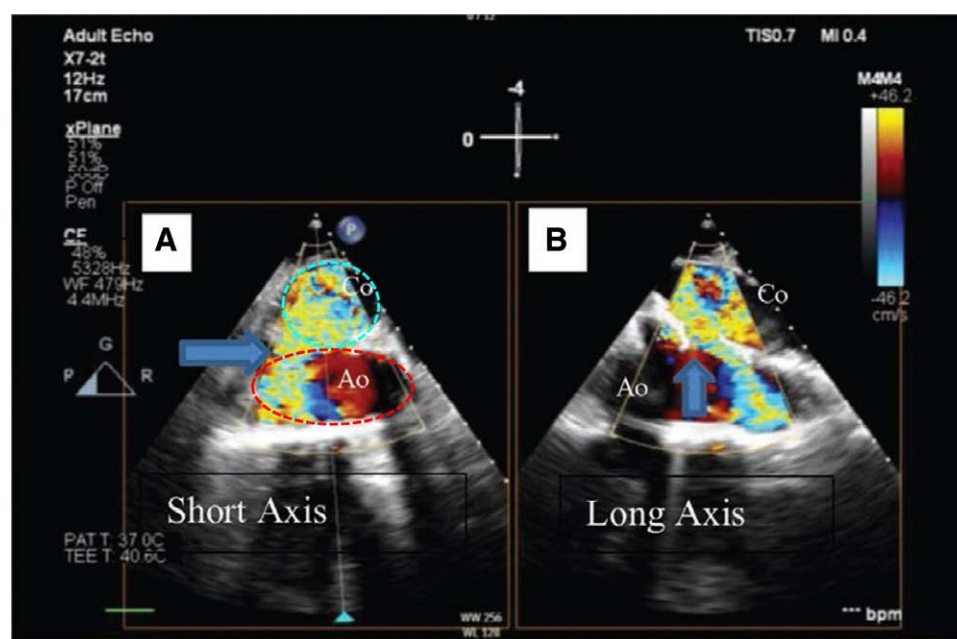 Adult Echo
X7-2t
12Hz
17cm
xPlane
51%
51%
50dB
P Off
Pen
CF
48%
5328Hz
WF 479Hz
4.4MHz
TIS0.7 MI 0.4
M4M4
+46.2
-46.2
cm/s
-4
0
A
P
Co
Ao
Short Axis
B
Co
Ao
Long Axis
G
P R
PAT T: 37.0C
TEE T: 40.6C
WW 256
WL 128
--- bpm